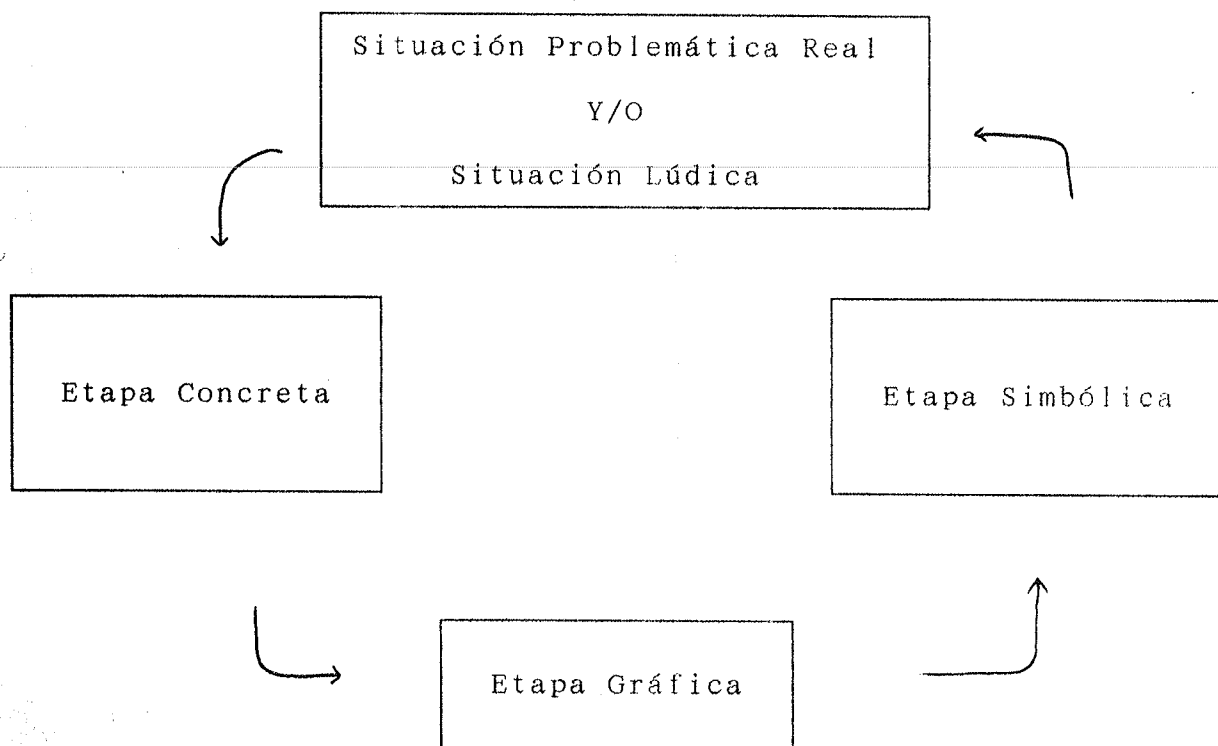 Situación Problemática Real
Y/O
Situación Lúdica
Etapa Concreta
Etapa Simbólica
Etapa Gráfica